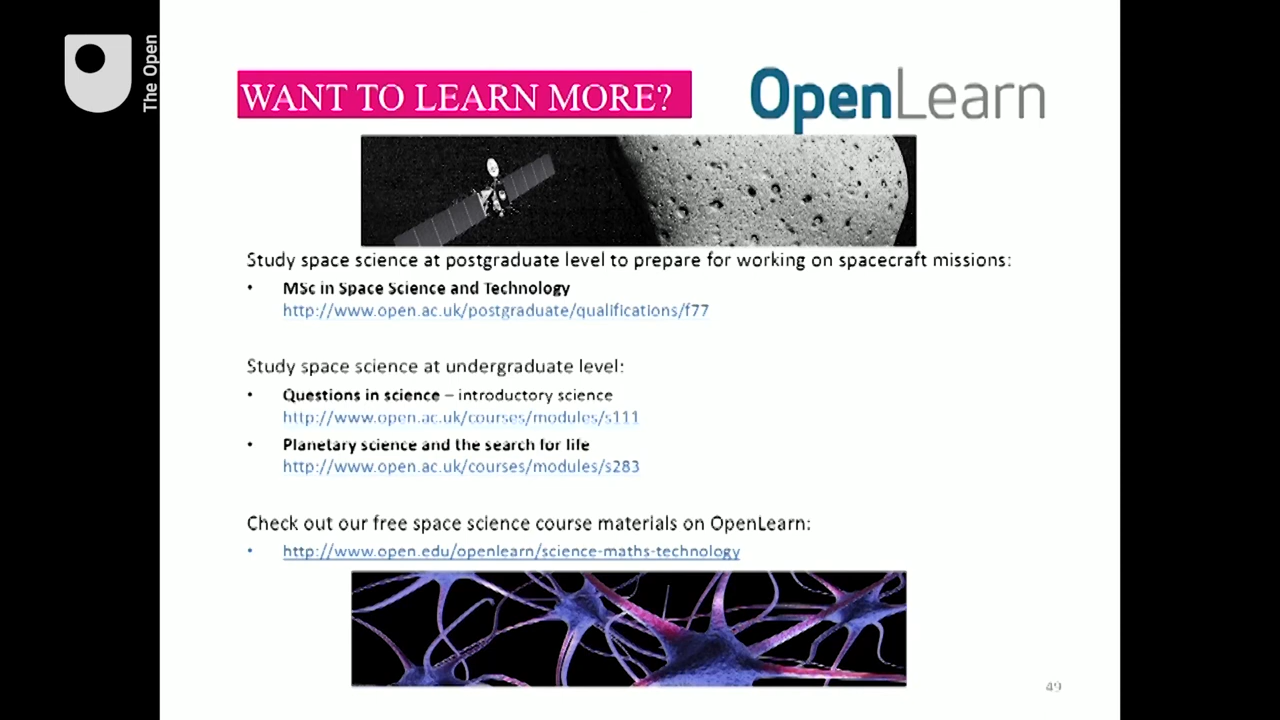 The Open
WANT TO LEARN MORE?
OpenLearn
Study space science at postgraduate level to prepare for working on spacecraft missions:
• MSc in Space Science and Technology
http://www.open.ac.uk/postgraduate/qualifications/f77
Study space science at undergraduate level:
• Questions in science – introductory science
http://www.open.ac.uk/courses/modules/s111
• Planetary science and the search for life
http://www.open.ac.uk/courses/modules/s283
Check out our free space science course materials on OpenLearn:
• http://www.open.edu/openlearn/science-maths-technology
49